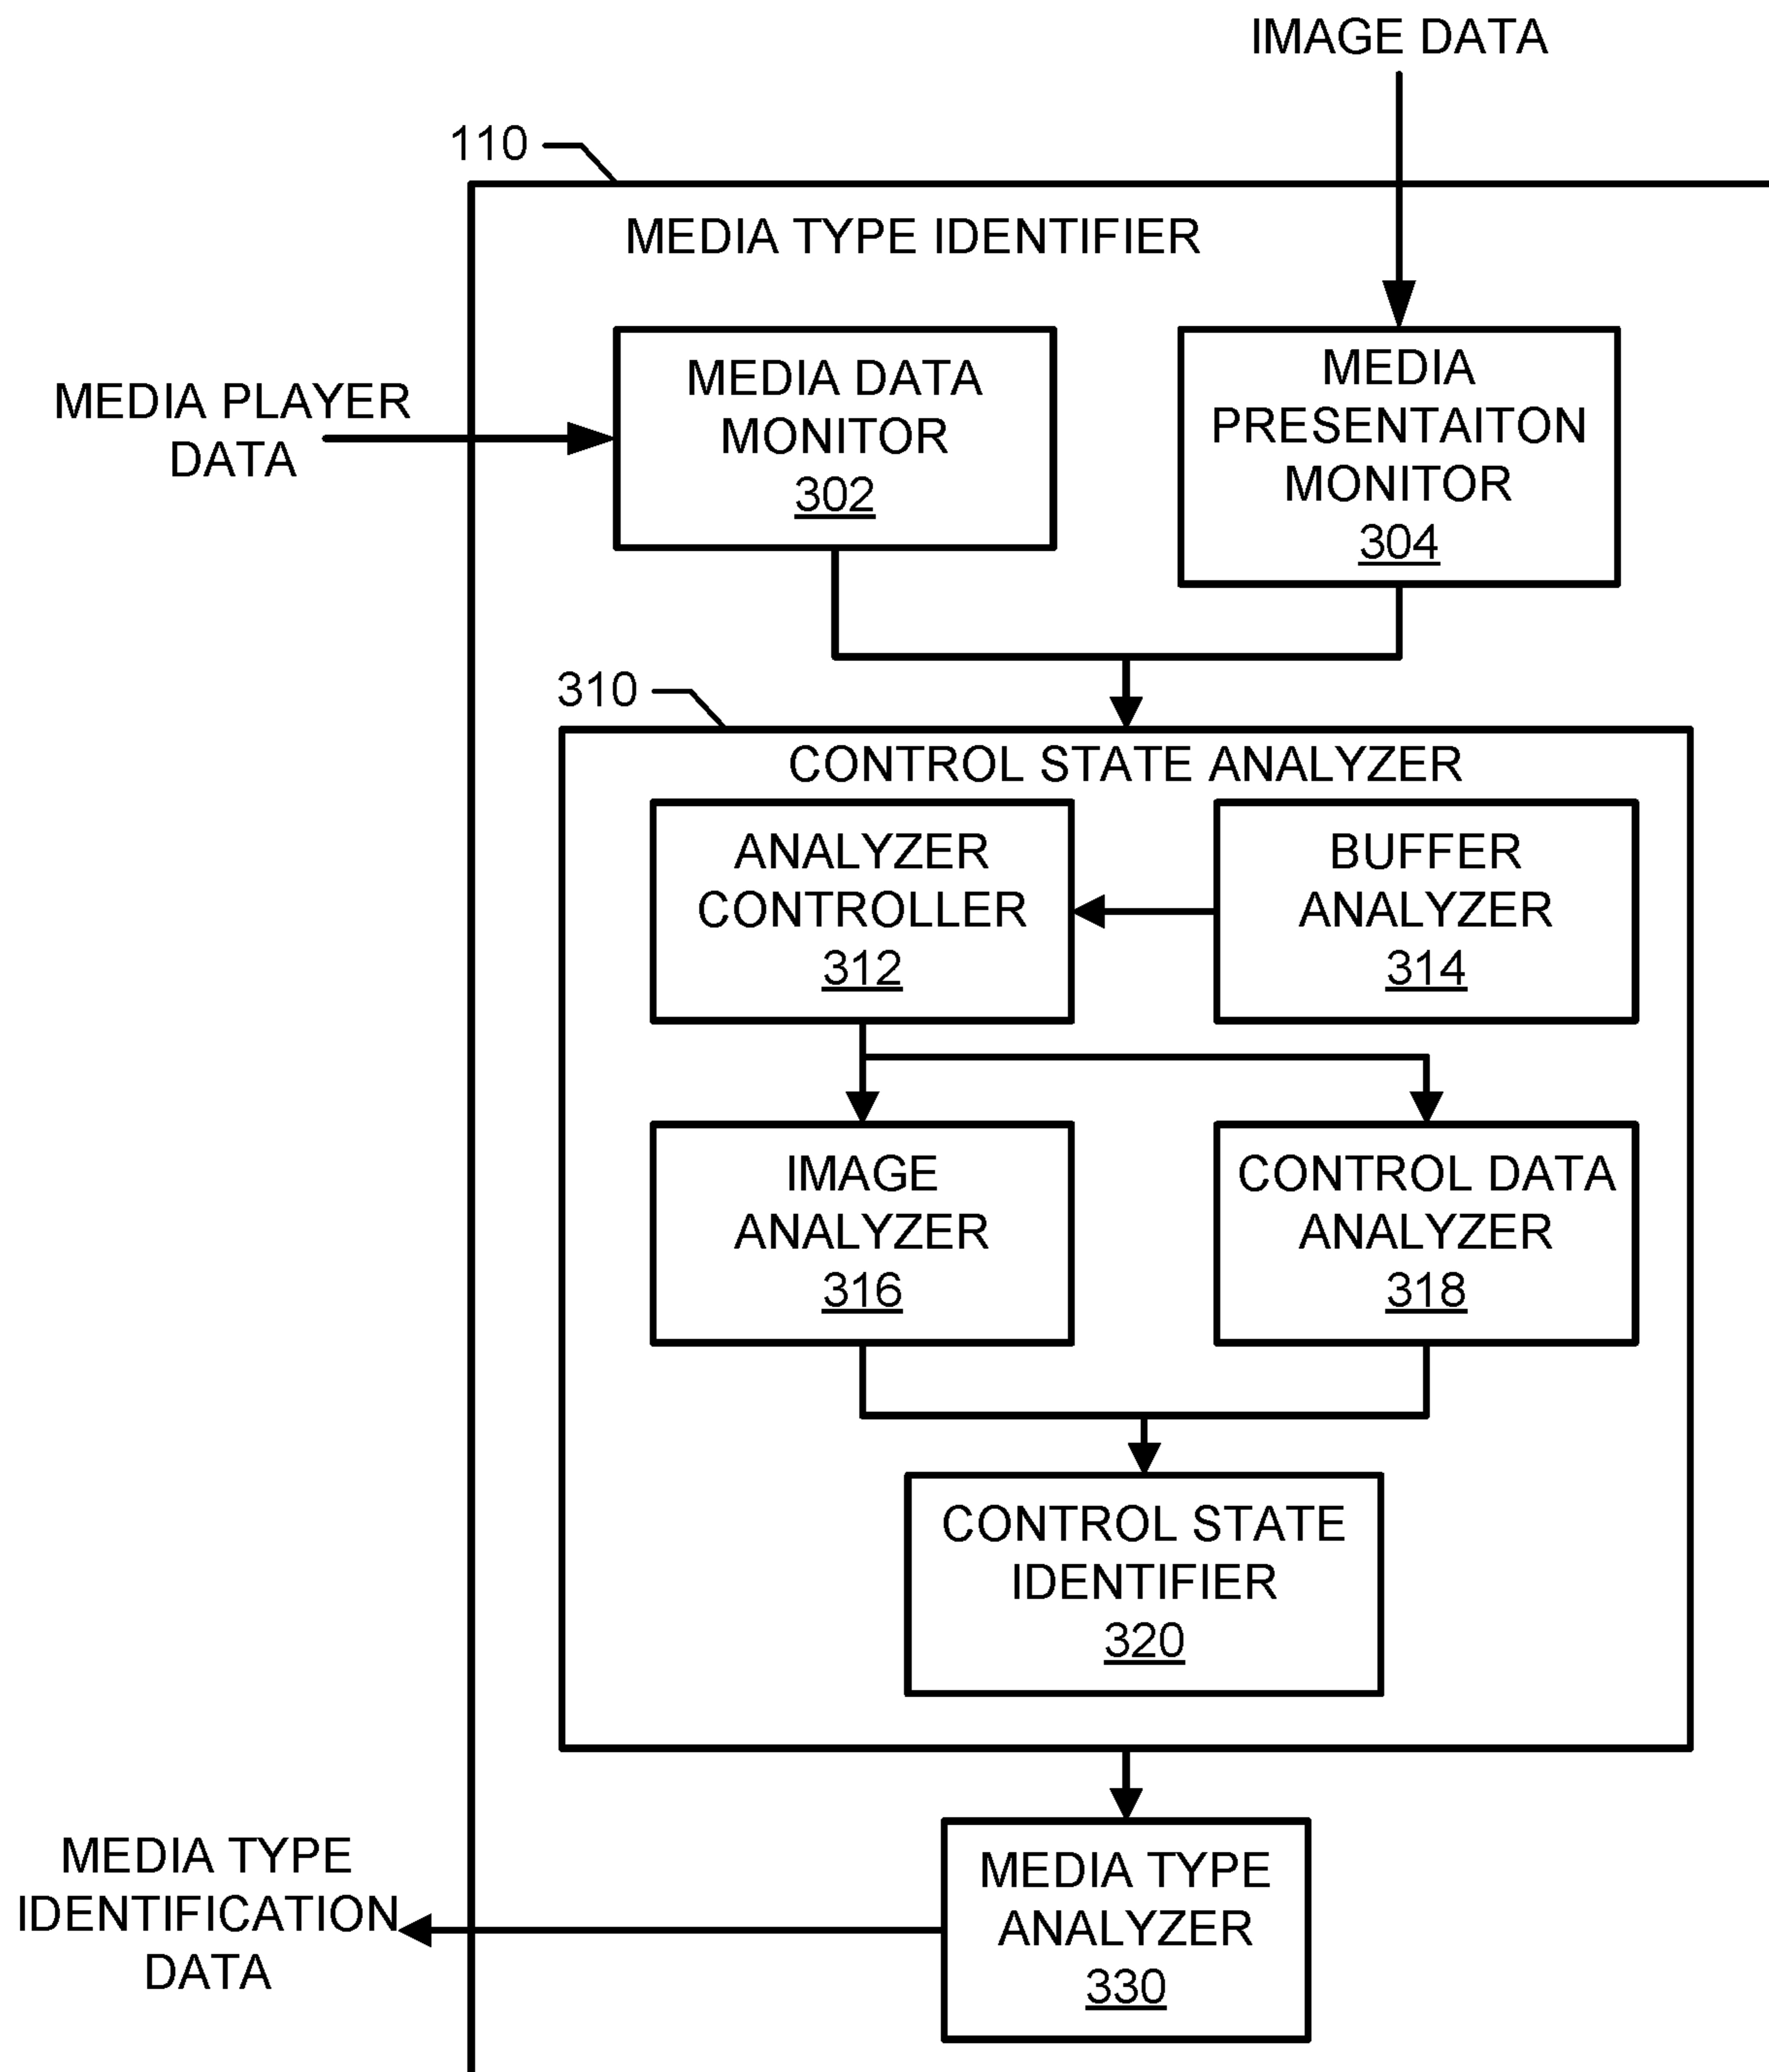 IMAGE DATA
110
MEDIA TYPE IDENTIFIER
MEDIA PLAYER
DATA
MEDIA DATA
MONITOR
302
MEDIA
PRESENTAITON
MONITOR
304
310
CONTROL STATE ANALYZER
ANALYZER
CONTROLLER
312
BUFFER
ANALYZER
314
IMAGE
ANALYZER
316
CONTROL DATA
ANALYZER
318
CONTROL STATE
IDENTIFIER
320
MEDIA TYPE
ANALYZER
330
MEDIA TYPE
IDENTIFICATION
DATA